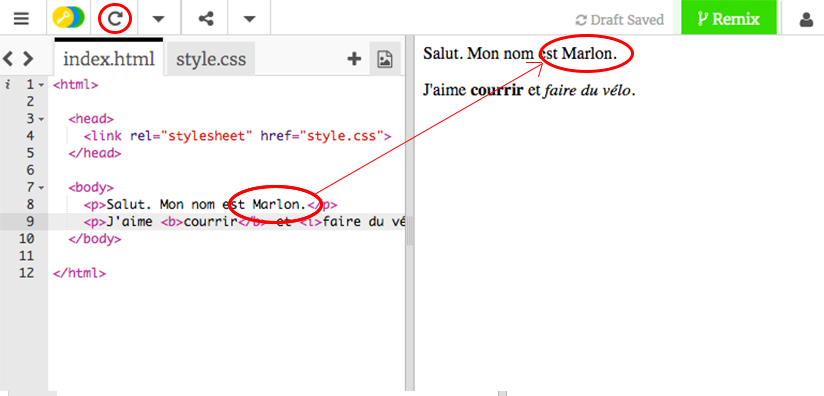 Draft Saved
Remix
index.html
style.css
i 1 <html>
2
3 <head>
4 <link rel="stylesheet" href="style.css">
5 </head>
6
7 <body>
8 <p>Salut. Mon nom est Marlon.</p>
9 <p>J'aime <b>courrir</b> et <i>faire du vé
10 </body>
11
12 </html>
Salut. Mon nom est Marlon.
J'aime courrir et faire du vélo.